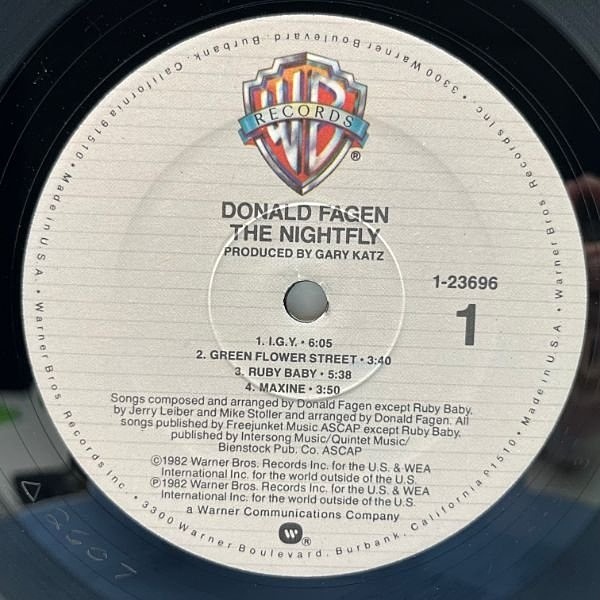 3300 Warner Boulevard, Burbank, California 91510 • Made in U.S.A. • Warner Bros. Records Inc. • 3300 Warner Boulevard, Burbank, California 91510 • Made in U.S.A. • Warner Bros. Records Inc. •
WB
RECORDS
®
DONALD FAGEN
THE NIGHTFLY
PRODUCED BY GARY KATZ
1-23696
1
1. I.G.Y. • 6:05
2. GREEN FLOWER STREET • 3:40
3. RUBY BABY • 5:38
4. MAXINE • 3:50
Songs composed and arranged by Donald Fagen except Ruby Baby,
by Jerry Leiber and Mike Stoller and arranged by Donald Fagen. All
songs published by Freejunket Music ASCAP except Ruby Baby,
published by Intersong Music/Quintet Music/
Bienstock Pub. Co. ASCAP
©1982 Warner Bros. Records Inc. for the U.S. & WEA
International Inc. for the world outside of the U.S.
℗1982 Warner Bros. Records Inc. for the U.S. & WEA
International Inc. for the world outside of the U.S.
a Warner Communications Company
®